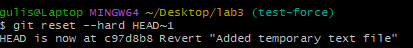 gulis@Laptop MINGW64 ~/Desktop/lab3 (test-force)
$ git reset --hard HEAD~1
HEAD is now at c97d8b8 Revert "Added temporary text file"